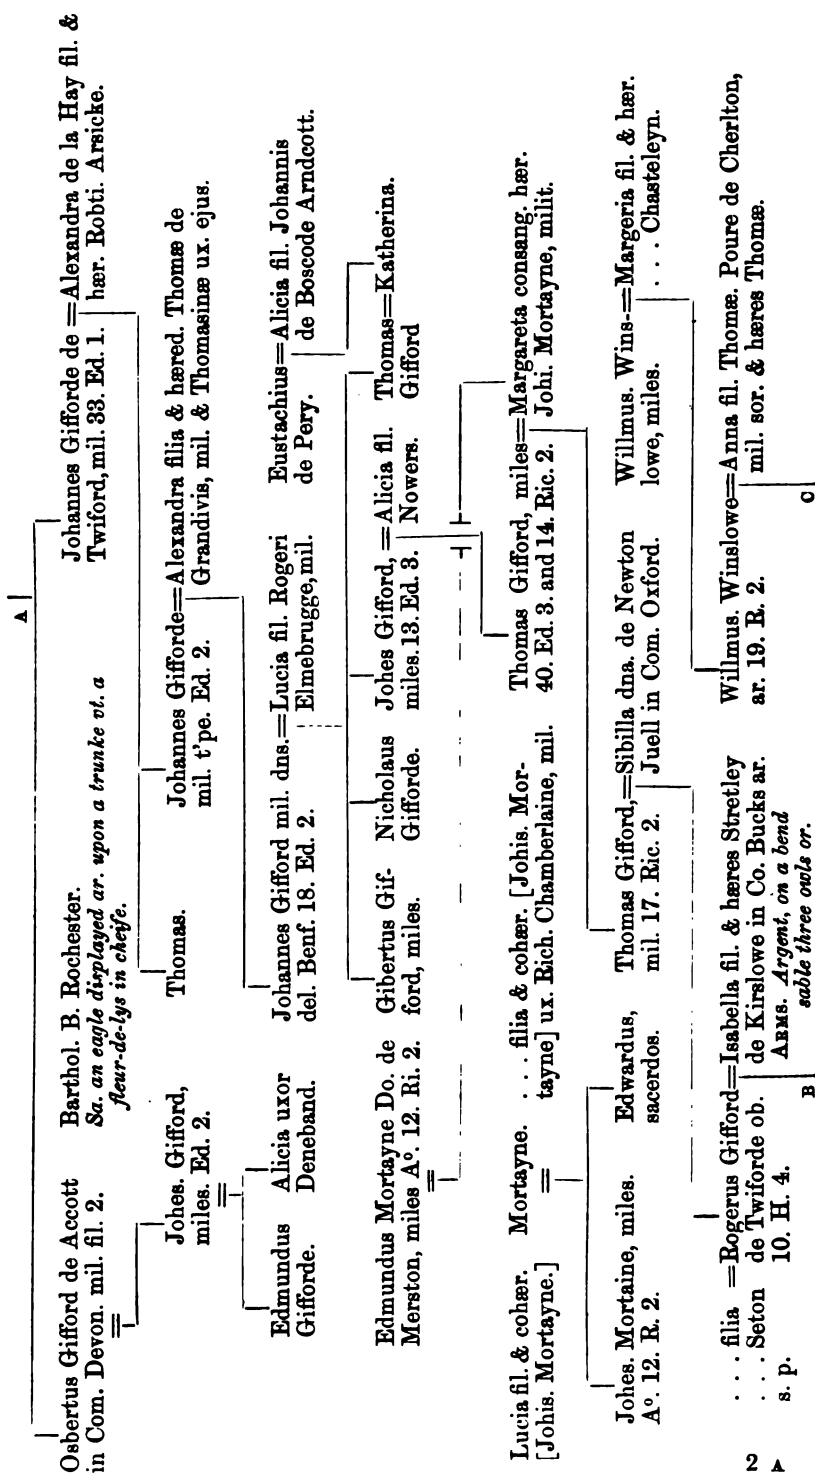 A
Osbertus Gifford de Accott
in Com. Devon. mil. fil. 2.
Barthol. B. Rochester.
Sa. an eagle displayed ar. upon a trunke vt. a
fleur-de-lys in cheife.
Johannes Gifforde de = Alexandra de la Hay fil. &
Twiford, mil. 33. Ed. 1. hær. Robti. Arsicke.
Johes. Gifford,
miles. Ed. 2.
Thomas.
Johannes Gifforde = Alexandra filia & hæred. Thomæ de
mil. t'pe. Ed. 2. Grandivis, mil. & Thomasinæ ux. ejus.
Edmundus
Gifforde.
Alicia uxor
Deneband.
Johannes Gifford mil. dns. = Lucia fil. Rogeri
del. Benf. 18. Ed. 2. Elmebrugge, mil.
Eustachius = Alicia fil. Johannis
de Pery. de Boscode Arndcott.
Edmundus Mortayne Do. de
Merston, miles Aº. 12. Ri. 2.
Gibertus Gif-
ford, miles.
Nicholaus
Gifforde.
Johes Gifford, = Alicia fil.
miles. 13. Ed. 3. Nowers.
Thomas = Katherina.
Gifford
Lucia fil. & cohær.
[Johis. Mortayne.]
Mortayne.
. . . filia & cohær. [Johis. Mor-
tayne] ux. Rich. Chamberlaine, mil.
Thomas Gifford, miles = Margareta consang. hær.
40. Ed. 3. and 14. Ric. 2. Johi. Mortayne, milit.
Johes. Mortaine, miles.
Aº. 12. R. 2.
Edwardus,
sacerdos.
Thomas Gifford, = Sibilla dna. de Newton
mil. 17. Ric. 2. Juell in Com. Oxford.
Willmus. Wins- = Margeria fil. & hær.
lowe, miles. . . . Chasteleyn.
. . . filia = Rogerus Gifford = Isabella fil. & hæres Stretley
. . . Seton de Twiforde ob. de Kirslowe in Co. Bucks ar.
s. p. 10. H. 4. ARMS. Argent, on a bend
sable three owls or.
Willmus. Winslowe = Anna fil. Thomæ. Poure de Cherlton,
ar. 19. R. 2. mil. sor. & hæres Thomæ.
B
C
2 A